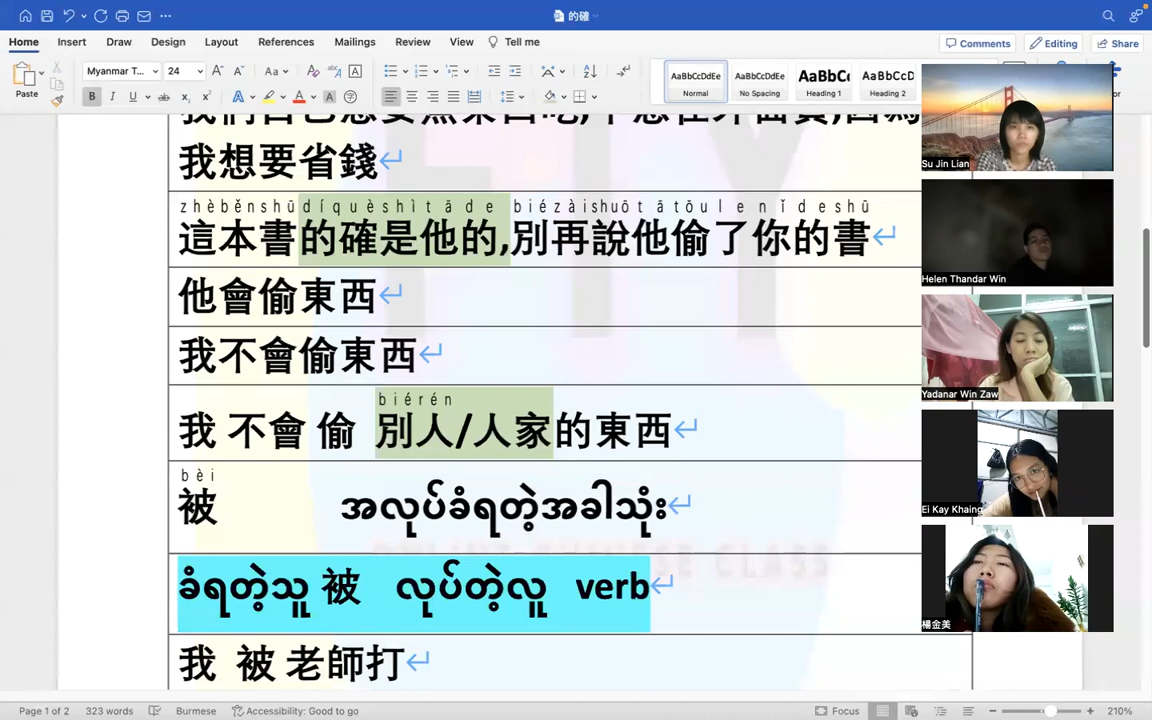 的確
Home Insert Draw Design Layout References Mailings Review View Tell me
Comments Editing Share
Paste
Myanmar T... 24
AaBbCcDdEe Normal
AaBbCcDdEe No Spacing
AaBbC Heading 1
AaBbCcD Heading 2
我想要省錢
zhèběnshūdíquèshìtāde biézàishuōtātōulenǐdeshū
這本書的確是他的,別再說他偷了你的書
他會偷東西
我不會偷東西
biérén
我 不會 偷 別人/人家的東西
bèi
被 အလုပ်ခံရတဲ့အခါသုံး
ခံရတဲ့သူ 被 လုပ်တဲ့လူ verb
我 被 老師打
Su Jin Lian
Helen Thandar Win
Yadanar Win Zaw
Ei Kay Khaing
楊金美
Page 1 of 2 323 words Burmese Accessibility: Good to go Focus 210%